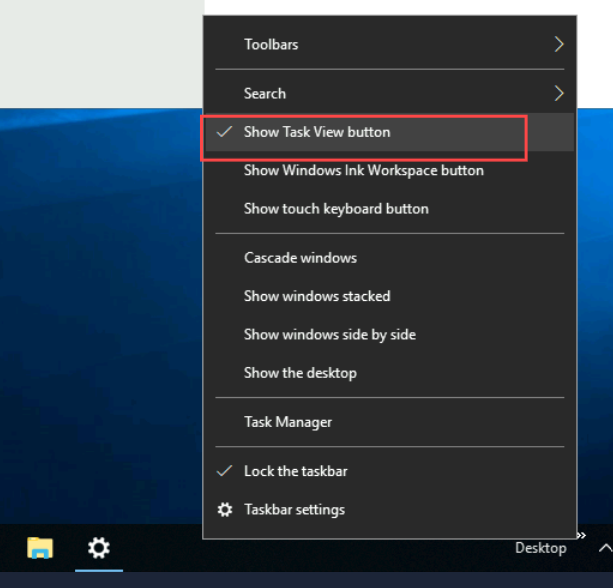 Toolbars
Search
Show Task View button
Show Windows Ink Workspace button
Show touch keyboard button
Cascade windows
Show windows stacked
Show windows side by side
Show the desktop
Task Manager
Lock the taskbar
Taskbar settings
Desktop